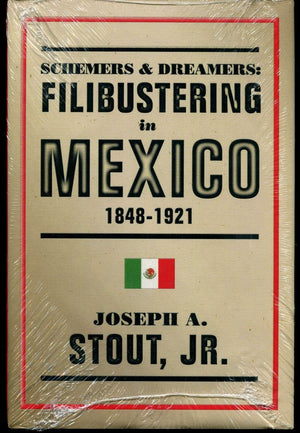 SCHEMERS & DREAMERS:
FILIBUSTERING
in
MEXICO
1848-1921
JOSEPH A.
STOUT, JR.